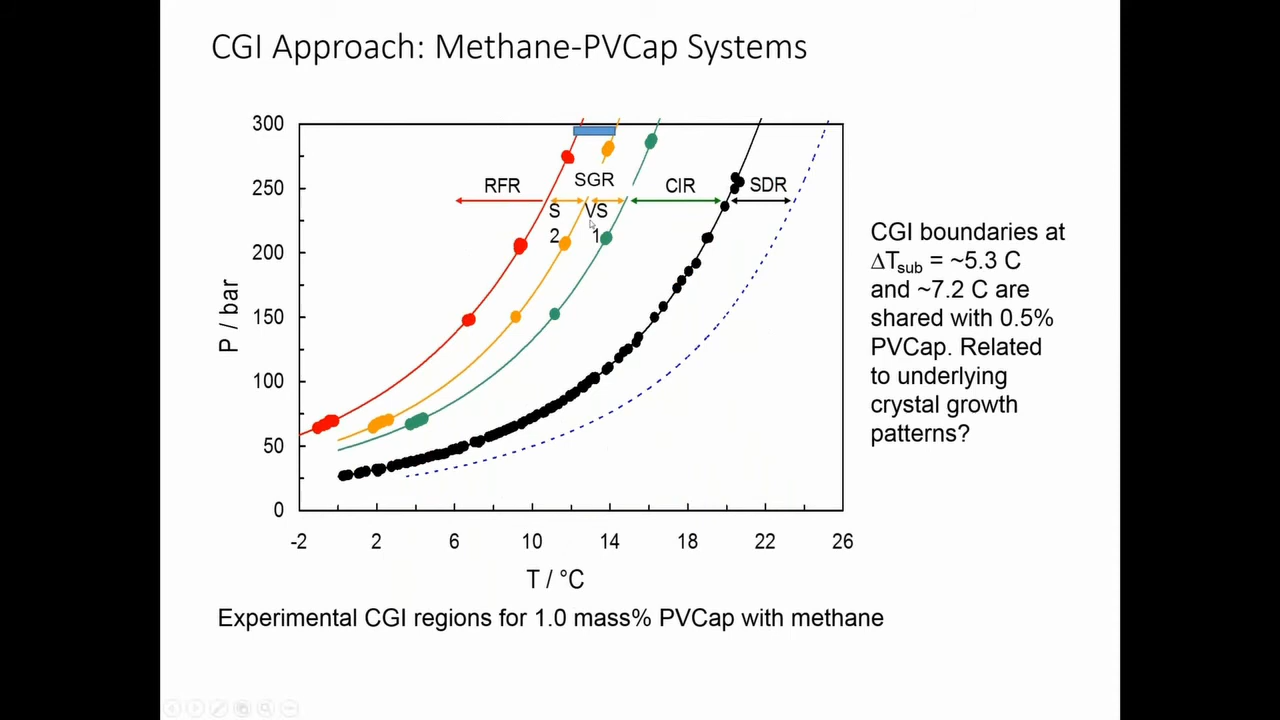 CGI Approach: Methane-PVCap Systems
300
250
200
150
100
50
0
P / bar
RFR
SGR
CIR
SDR
S
2
VS
1
-2
2
6
10
14
18
22
26
T / °C
CGI boundaries at
ΔTsub = ~5.3 C
and ~7.2 C are
shared with 0.5%
PVCap. Related
to underlying
crystal growth
patterns?
Experimental CGI regions for 1.0 mass% PVCap with methane